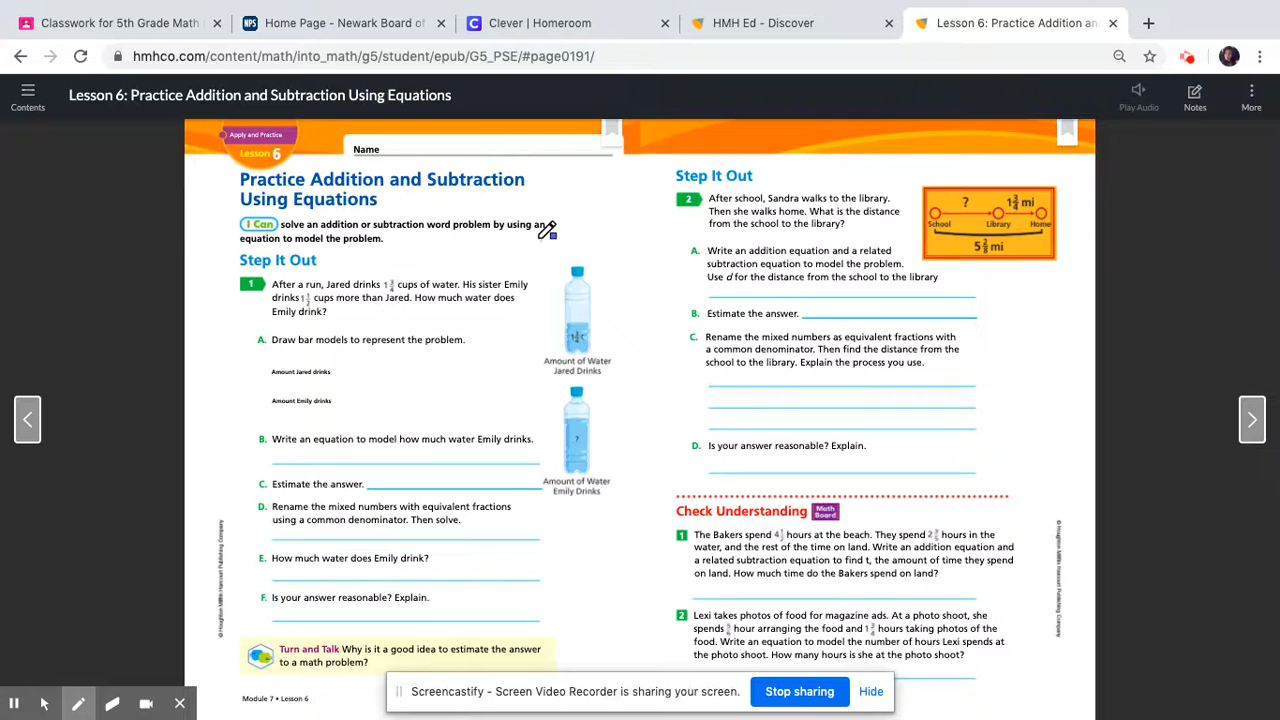 Classwork for 5th Grade Math
Home Page - Newark Board of
Clever | Homeroom
HMH Ed - Discover
Lesson 6: Practice Addition and
hmhco.com/content/math/into_math/g5/student/epub/G5_PSE/#page0191/
Contents
Lesson 6: Practice Addition and Subtraction Using Equations
Play Audio
Notes
More
Apply and Practice
Lesson 6
Name
Practice Addition and Subtraction
Using Equations
I Can solve an addition or subtraction word problem by using an
equation to model the problem.
Step It Out
1 After a run, Jared drinks 1 3/4 cups of water. His sister Emily
drinks 1 1/2 cups more than Jared. How much water does
Emily drink?
A. Draw bar models to represent the problem.
Amount Jared drinks
Amount Emily drinks
Amount of Water
Jared Drinks
?
Amount of Water
Emily Drinks
B. Write an equation to model how much water Emily drinks.
C. Estimate the answer.
D. Rename the mixed numbers with equivalent fractions
using a common denominator. Then solve.
E. How much water does Emily drink?
F. Is your answer reasonable? Explain.
Turn and Talk Why is it a good idea to estimate the answer
to a math problem?
Module 7 • Lesson 6
© Houghton Mifflin Harcourt Publishing Company
Step It Out
2 After school, Sandra walks to the library.
Then she walks home. What is the distance
from the school to the library?
? 1 3/4 mi
School Library Home
A. Write an addition equation and a related
subtraction equation to model the problem.
Use d for the distance from the school to the library
B. Estimate the answer.
C. Rename the mixed numbers as equivalent fractions with
a common denominator. Then find the distance from the
school to the library. Explain the process you use.
D. Is your answer reasonable? Explain.
Check Understanding Math Board
1 The Bakers spend hours at the beach. They spend hours in the
water, and the rest of the time on land. Write an addition equation and
a related subtraction equation to find t, the amount of time they spend
on land. How much time do the Bakers spend on land?
2 Lexi takes photos of food for magazine ads. At a photo shoot, she
spends hour arranging the food and hours taking photos of the
food. Write an equation to model the number of hours Lexi spends at
the photo shoot. How many hours is she at the photo shoot?
© Houghton Mifflin Harcourt Publishing Company
Screencastify - Screen Video Recorder is sharing your screen.
Stop sharing
Hide